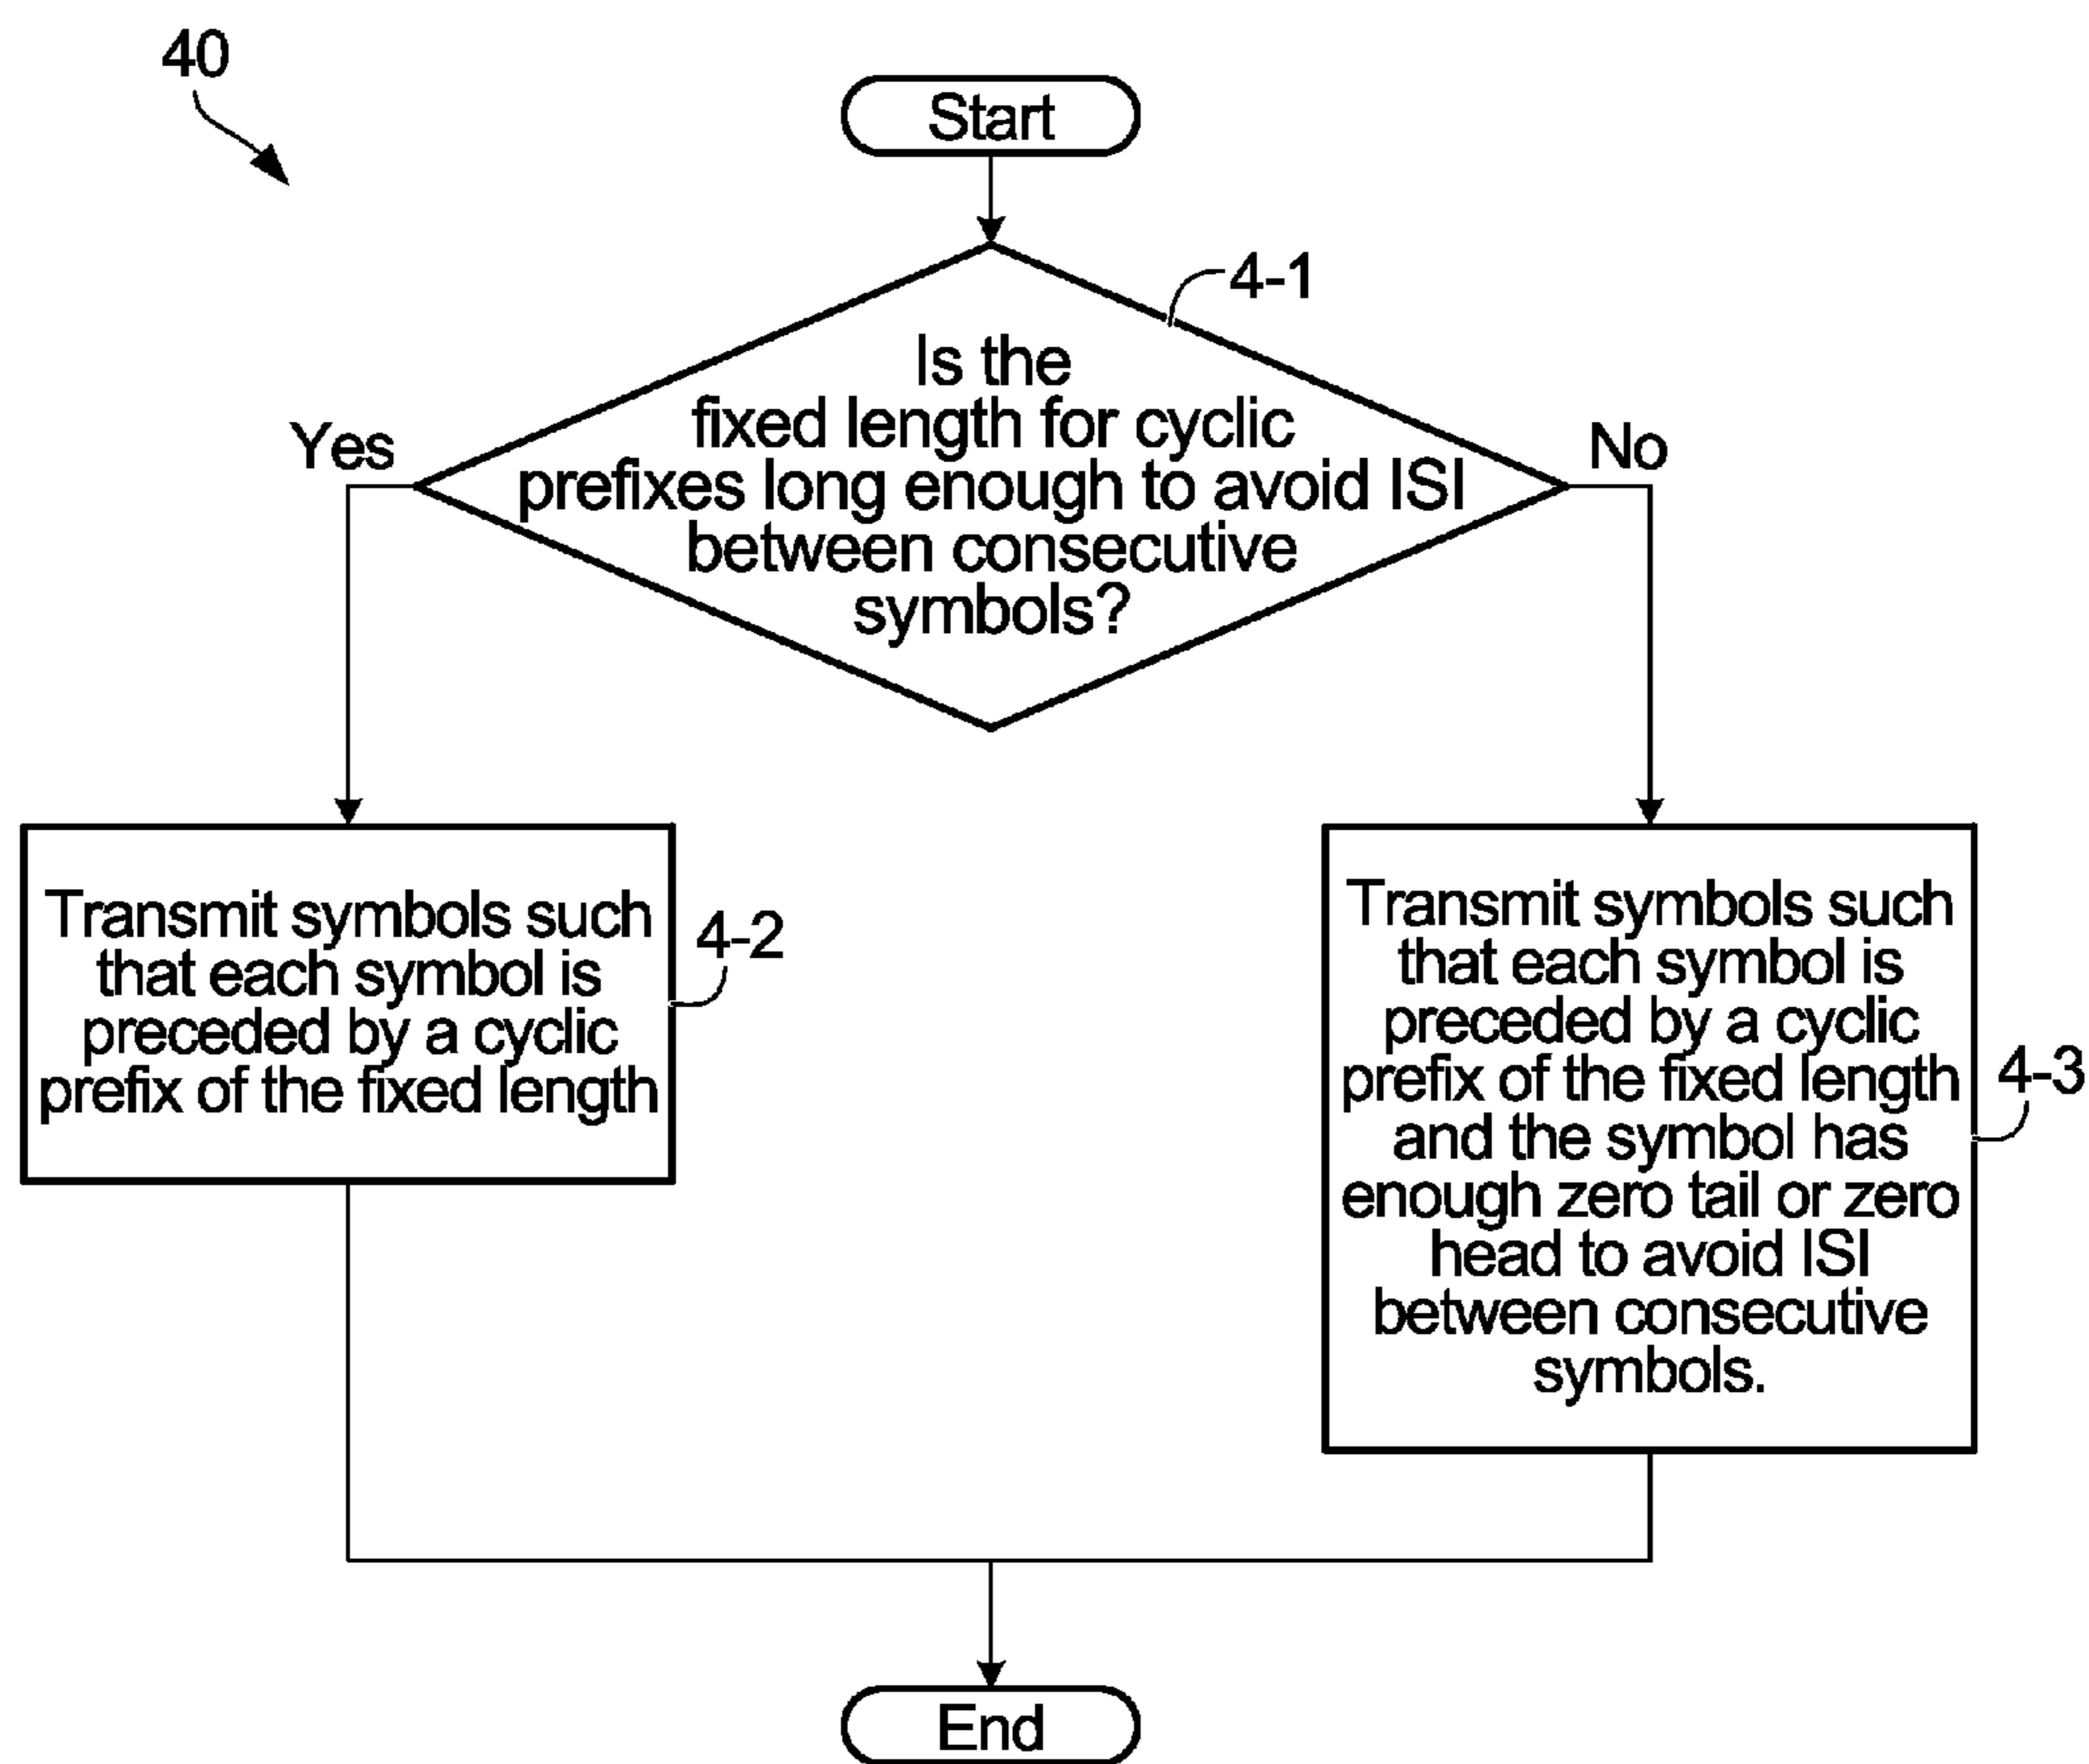 40
Start
4-1
Is the
fixed length for cyclic
prefixes long enough to avoid ISI
between consecutive
symbols?
Yes
No
Transmit symbols such
that each symbol is
preceded by a cyclic
prefix of the fixed length
4-2
Transmit symbols such
that each symbol is
preceded by a cyclic
prefix of the fixed length
and the symbol has
enough zero tail or zero
head to avoid ISI
between consecutive
symbols.
4-3
End